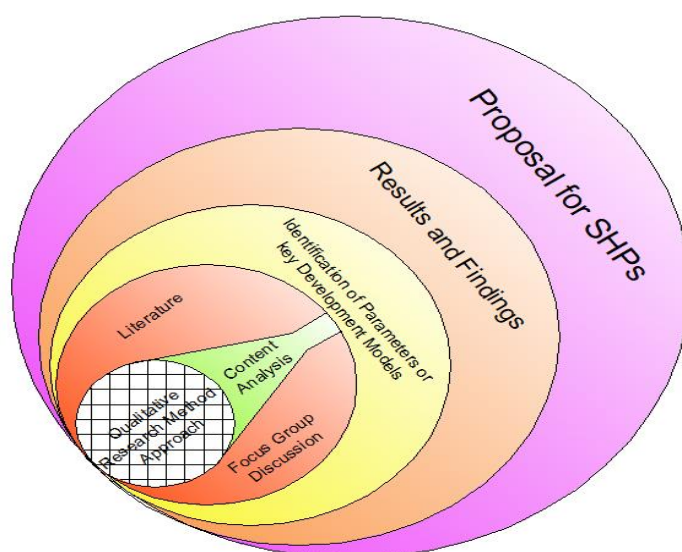 Proposal for SHPs
Results and Findings
Identification of Parameters or
key Development Models
Literature
Content
Analysis
Focus Group
Discussion
Qualitative
Research Method
Approach